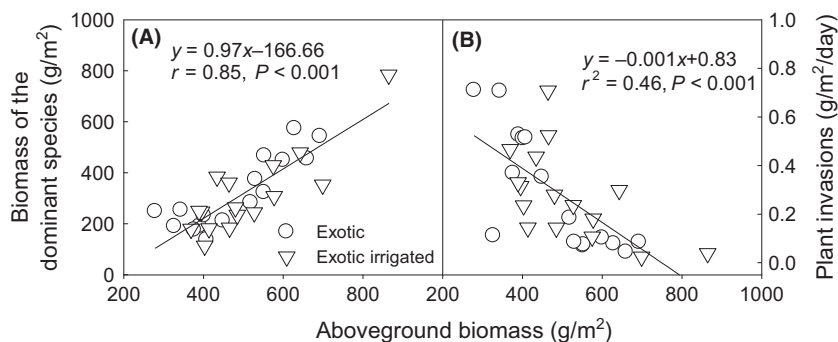 (A)
y = 0.97x–166.66
r = 0.85, P < 0.001
Biomass of the
dominant species (g/m2)
1000
800
600
400
200
0
Exotic
Exotic irrigated
200 400 600 800
(B)
y = –0.001x+0.83
r 2 = 0.46, P < 0.001
1.0
0.8
0.6
0.4
0.2
0.0
Plant invasions (g/m2/day)
200 400 600 800 1000
Aboveground biomass (g/m2)